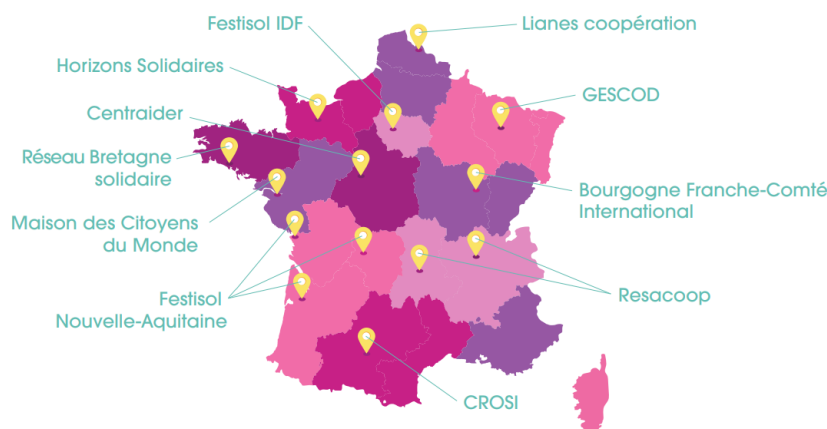 Festisol IDF
Lianes coopération
Horizons Solidaires
GESCOD
Centraider
Réseau Bretagne
solidaire
Bourgogne Franche-Comté
International
Maison des Citoyens
du Monde
Festisol
Nouvelle-Aquitaine
Resacoop
CROSI